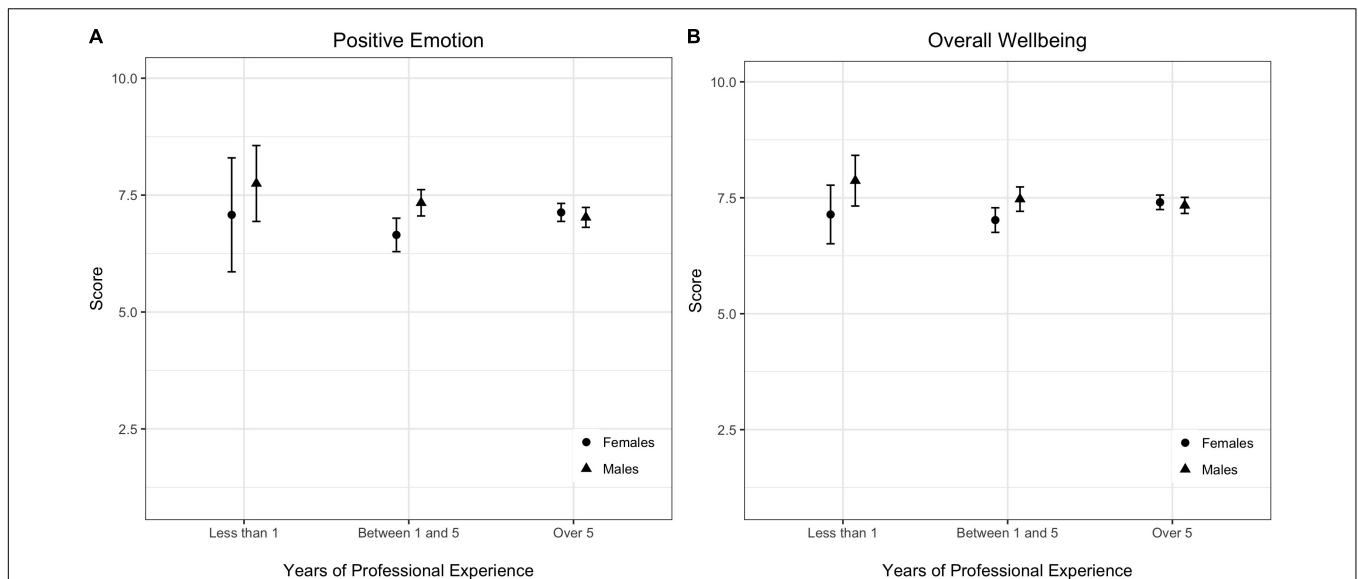 A
Positive Emotion
10.0
7.5
5.0
2.5
Score
Females
Males
Less than 1
Between 1 and 5
Over 5
Years of Professional Experience
B
Overall Wellbeing
10.0
7.5
5.0
2.5
Score
Females
Males
Less than 1
Between 1 and 5
Over 5
Years of Professional Experience